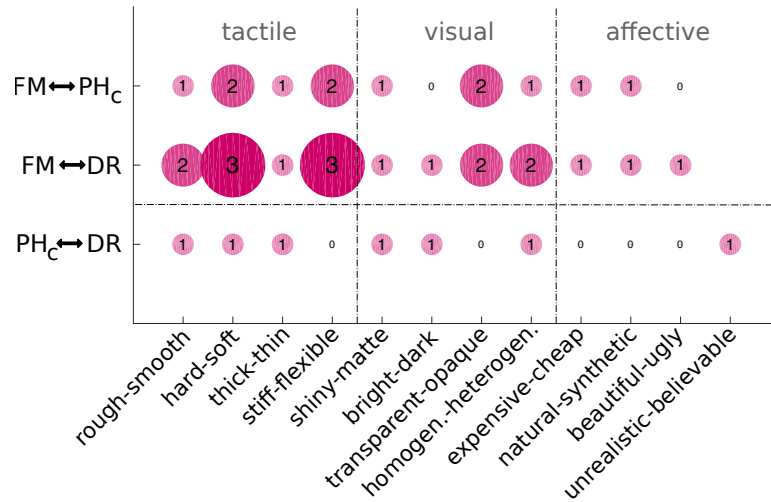 tactile visual affective
FM↔PHc 1 2 1 2 1 0 2 1 1 1 0
FM↔DR 2 3 1 3 1 1 2 2 1 1 1
PHc↔DR 1 1 1 0 1 1 0 1 0 0 0 1
rough-smooth
hard-soft
thick-thin
stiff-flexible
shiny-matte
bright-dark
transparent-opaque
homogen.-heterogen.
expensive-cheap
natural-synthetic
beautiful-ugly
unrealistic-believable